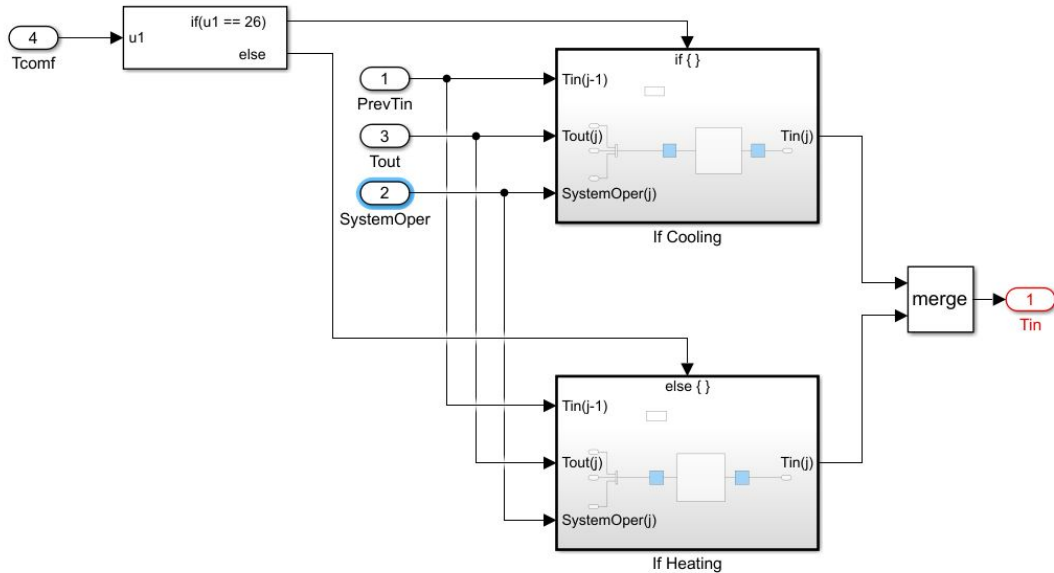 4
Tcomf
u1
if(u1 == 26)
else
1
PrevTin
3
Tout
2
SystemOper
if { }
Tin(j-1)
Tout(j)
SystemOper(j)
Tin(j)
If Cooling
merge
1
Tin
else { }
Tin(j-1)
Tout(j)
SystemOper(j)
Tin(j)
If Heating